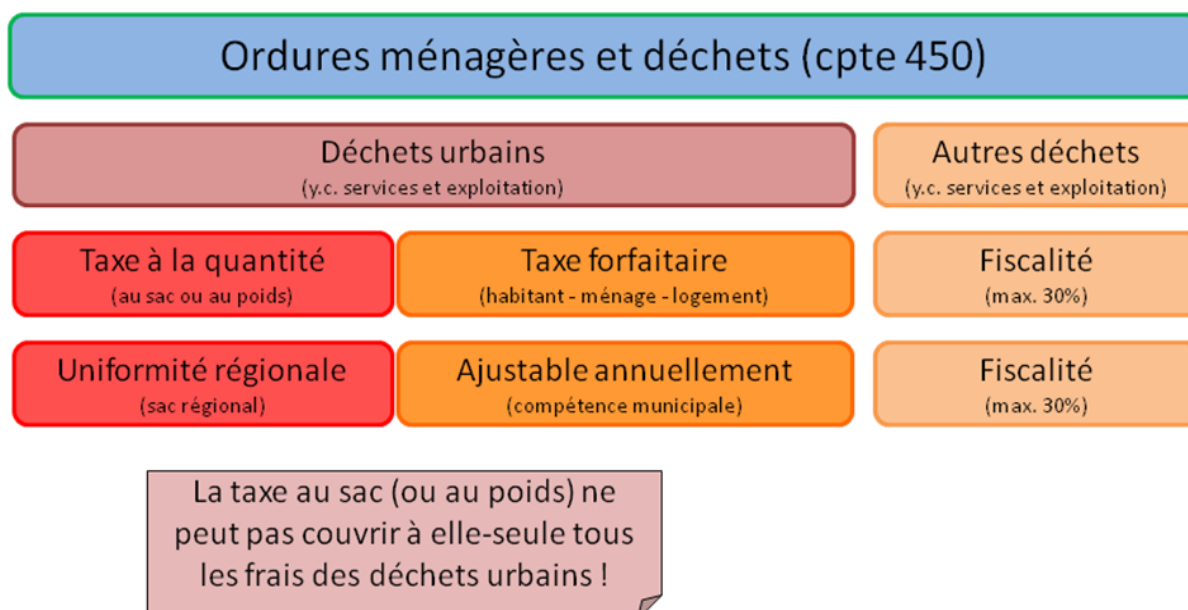 Ordures ménagères et déchets (cpte 450)
Déchets urbains
(y.c. services et exploitation)
Autres déchets
(y.c. services et exploitation)
Taxe à la quantité
(au sac ou au poids)
Taxe forfaitaire
(habitant - ménage - logement)
Fiscalité
(max. 30%)
Uniformité régionale
(sac régional)
Ajustable annuellement
(compétence municipale)
Fiscalité
(max. 30%)
La taxe au sac (ou au poids) ne
peut pas couvrir à elle-seule tous
les frais des déchets urbains !